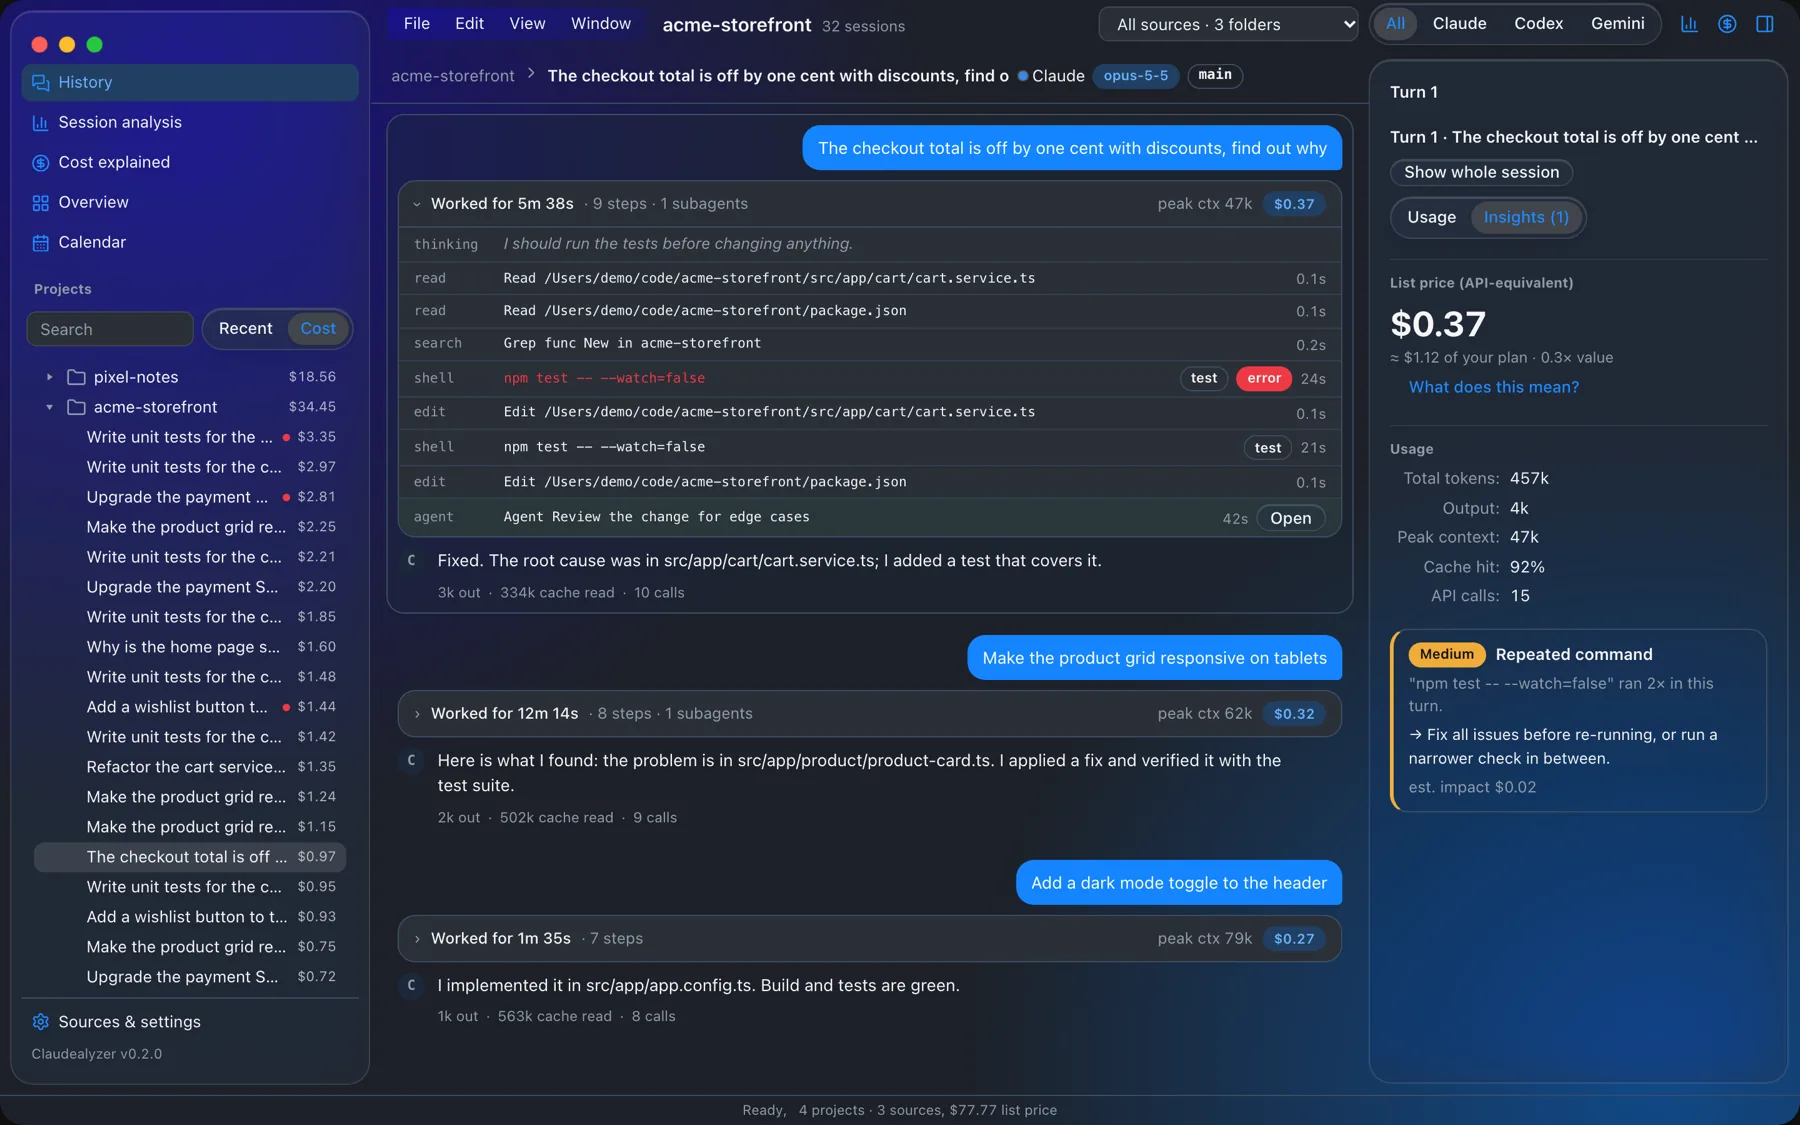 File Edit View Window
acme-storefront 32 sessions
All sources · 3 folders
All Claude Codex Gemini
History
Session analysis
Cost explained
Overview
Calendar
Projects
Search
Recent Cost
pixel-notes $18.56
acme-storefront $34.45
Write unit tests for the ... $3.35
Write unit tests for the c... $2.97
Upgrade the payment ... $2.81
Make the product grid re... $2.25
Write unit tests for the c... $2.21
Upgrade the payment S... $2.20
Write unit tests for the c... $1.85
Why is the home page s... $1.60
Write unit tests for the c... $1.48
Add a wishlist button t... $1.44
Write unit tests for the c... $1.42
Refactor the cart service... $1.35
Make the product grid re... $1.24
Make the product grid re... $1.15
The checkout total is off ... $0.97
Write unit tests for the c... $0.95
Add a wishlist button to t... $0.93
Make the product grid re... $0.75
Upgrade the payment S... $0.72
Sources & settings
Claudealyzer v0.2.0
acme-storefront > The checkout total is off by one cent with discounts, find o Claude opus-5-5 main
The checkout total is off by one cent with discounts, find out why
Worked for 5m 38s · 9 steps · 1 subagents peak ctx 47k $0.37
thinking I should run the tests before changing anything.
read Read /Users/demo/code/acme-storefront/src/app/cart/cart.service.ts 0.1s
read Read /Users/demo/code/acme-storefront/package.json 0.1s
search Grep func New in acme-storefront 0.2s
shell npm test -- --watch=false test error 24s
edit Edit /Users/demo/code/acme-storefront/src/app/cart/cart.service.ts 0.1s
shell npm test -- --watch=false test 21s
edit Edit /Users/demo/code/acme-storefront/package.json 0.1s
agent Agent Review the change for edge cases 42s Open
C Fixed. The root cause was in src/app/cart/cart.service.ts; I added a test that covers it.
3k out · 334k cache read · 10 calls
Make the product grid responsive on tablets
Worked for 12m 14s · 8 steps · 1 subagents peak ctx 62k $0.32
C Here is what I found: the problem is in src/app/product/product-card.ts. I applied a fix and verified it with the
test suite.
2k out · 502k cache read · 9 calls
Add a dark mode toggle to the header
Worked for 1m 35s · 7 steps peak ctx 79k $0.27
C I implemented it in src/app/app.config.ts. Build and tests are green.
1k out · 563k cache read · 8 calls
Turn 1
Turn 1 · The checkout total is off by one cent ...
Show whole session
Usage Insights (1)
List price (API-equivalent)
$0.37
≈ $1.12 of your plan · 0.3× value
What does this mean?
Usage
Total tokens: 457k
Output: 4k
Peak context: 47k
Cache hit: 92%
API calls: 15
Medium Repeated command
"npm test -- --watch=false" ran 2× in this
turn.
→ Fix all issues before re-running, or run a
narrower check in between.
est. impact $0.02
Ready, 4 projects · 3 sources, $77.77 list price